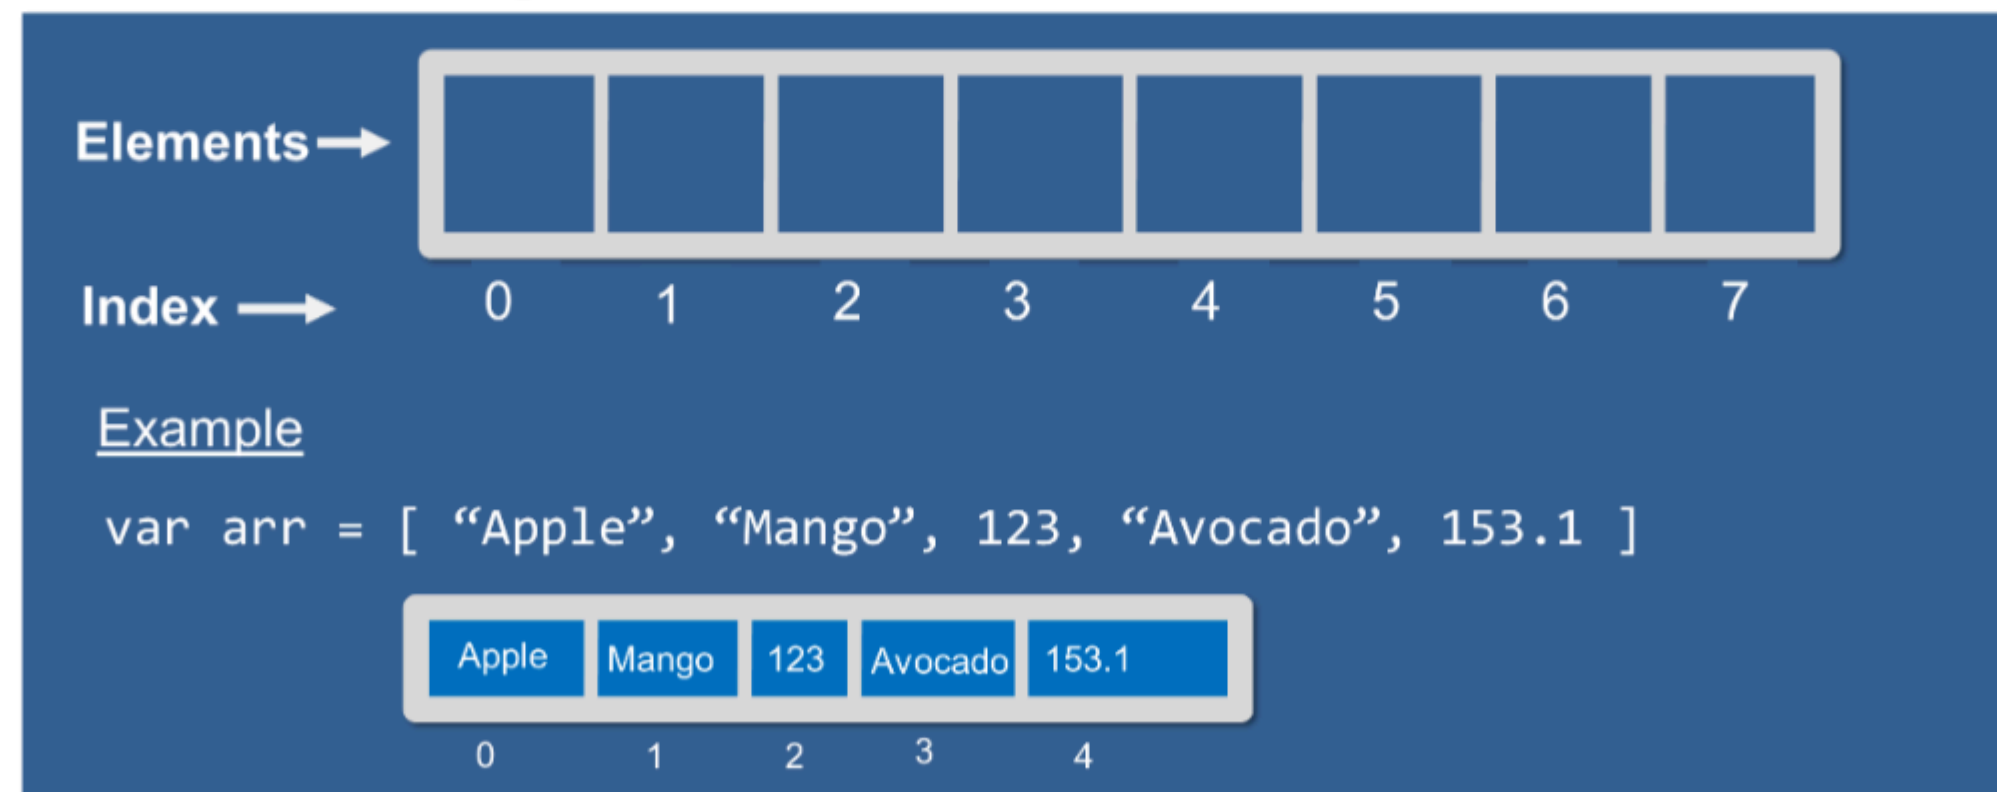 Elements
Index 0 1 2 3 4 5 6 7
Example
var arr = [ “Apple”, “Mango”, 123, “Avocado”, 153.1 ]
Apple Mango 123 Avocado 153.1
0 1 2 3 4